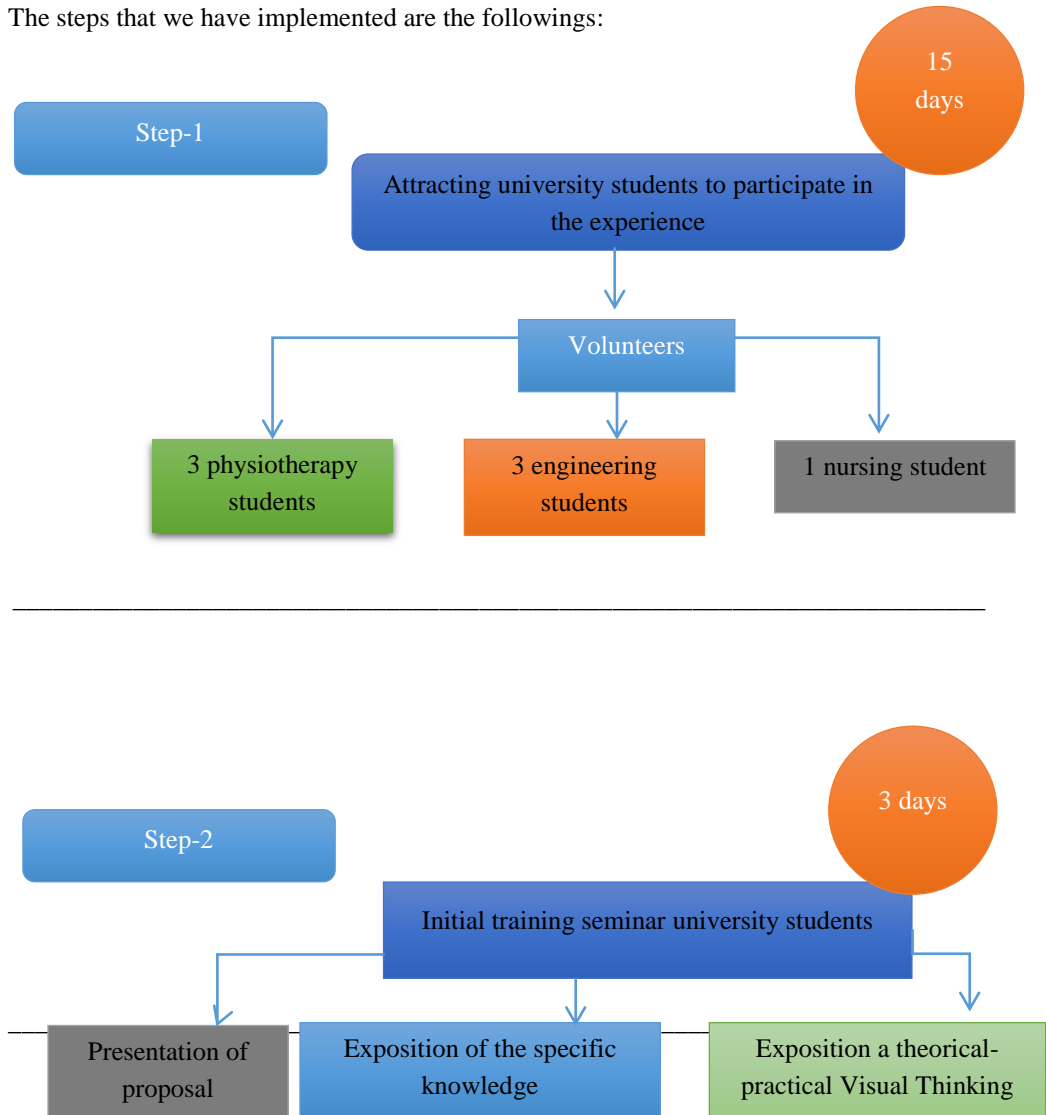 The steps that we have implemented are the followings:
15
days
Step-1
Attracting university students to participate in
the experience
Volunteers
3 physiotherapy
students
3 engineering
students
1 nursing student
3 days
Step-2
Initial training seminar university students
Presentation of
proposal
Exposition of the specific
knowledge
Exposition a theorical-
practical Visual Thinking